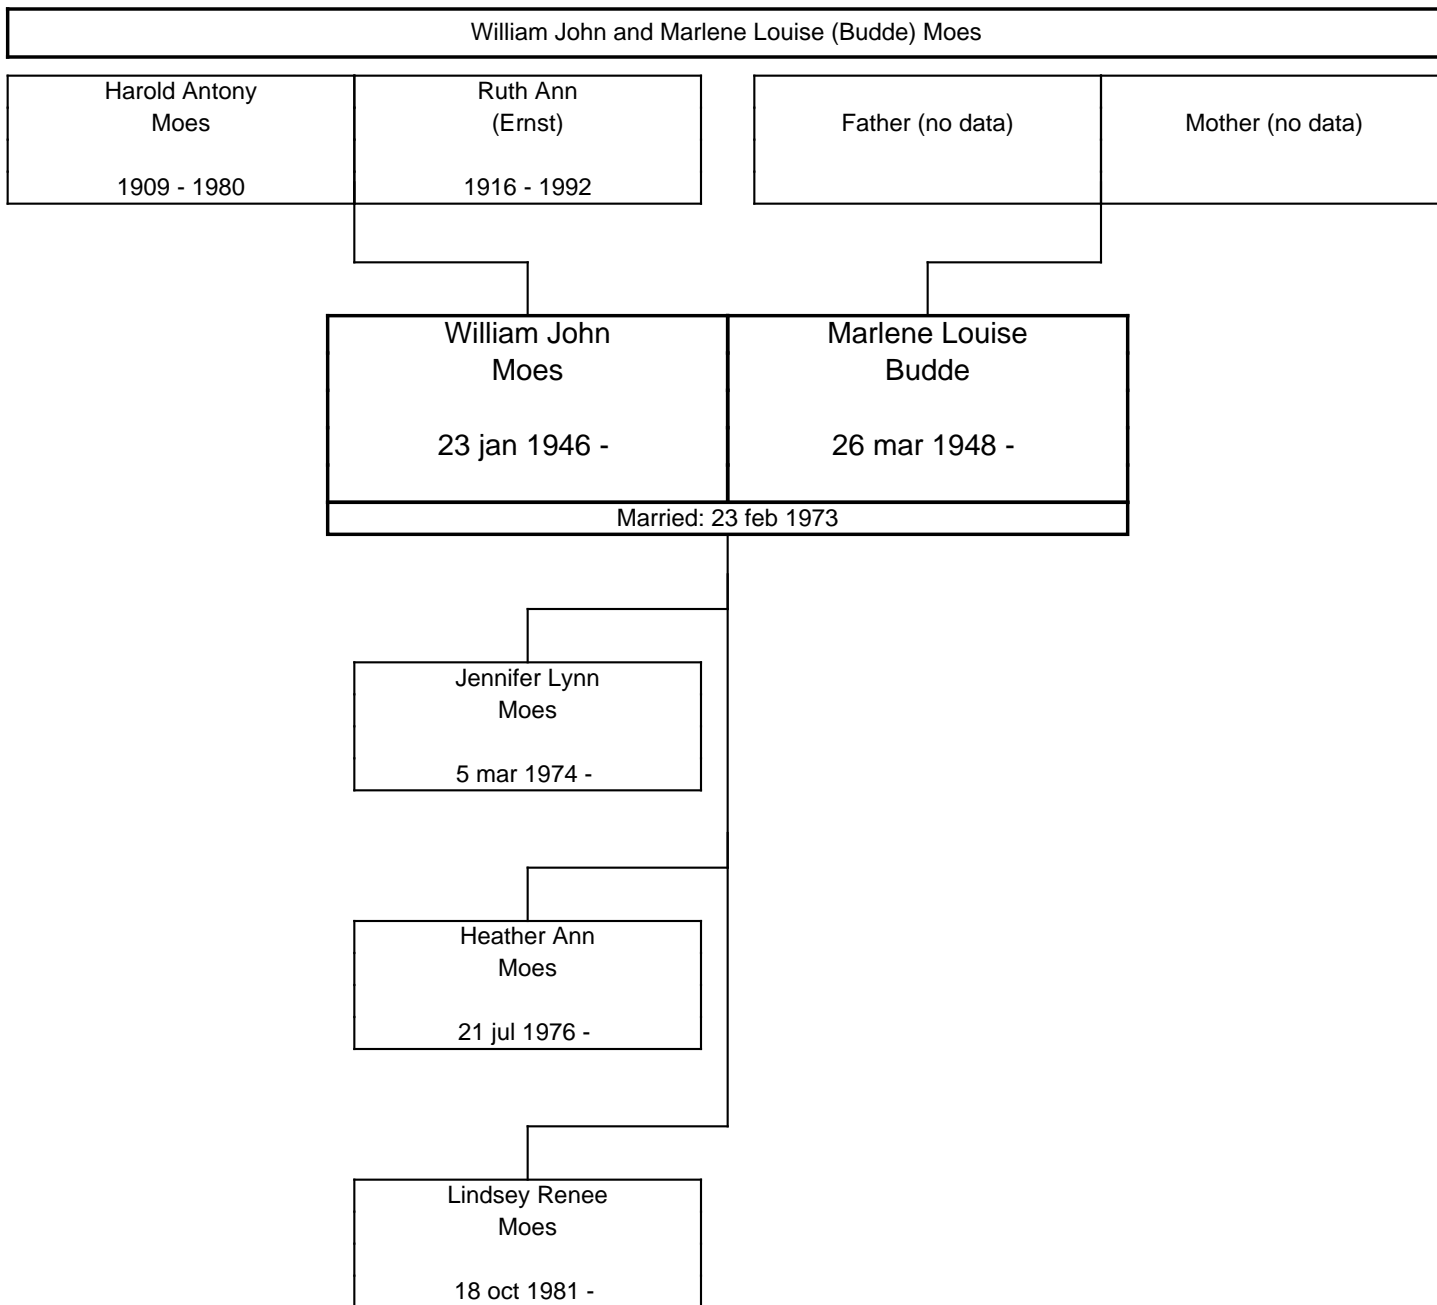 William John and Marlene Louise (Budde) Moes
Harold Antony
Moes
1909 - 1980
Ruth Ann
(Ernst)
1916 - 1992
Father (no data)
Mother (no data)
William John
Moes
23 jan 1946 -
Marlene Louise
Budde
26 mar 1948 -
Married: 23 feb 1973
Jennifer Lynn
Moes
5 mar 1974 -
Heather Ann
Moes
21 jul 1976 -
Lindsey Renee
Moes
18 oct 1981 -